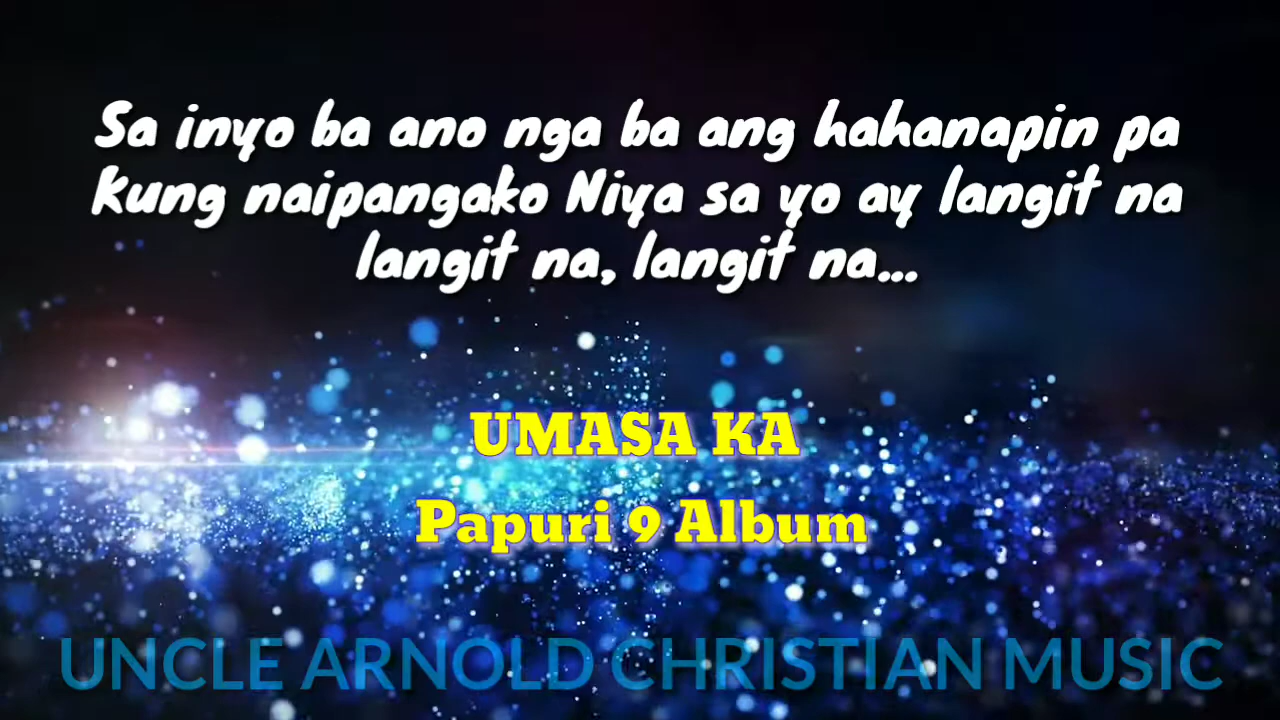 Sa inyo ba ano nga ba ang hahanapin pa
kung naipangako Niya sa yo ay langit na
langit na, langit na...
UMASA KA
Papuri 9 Album
UNCLE ARNOLD CHRISTIAN MUSIC